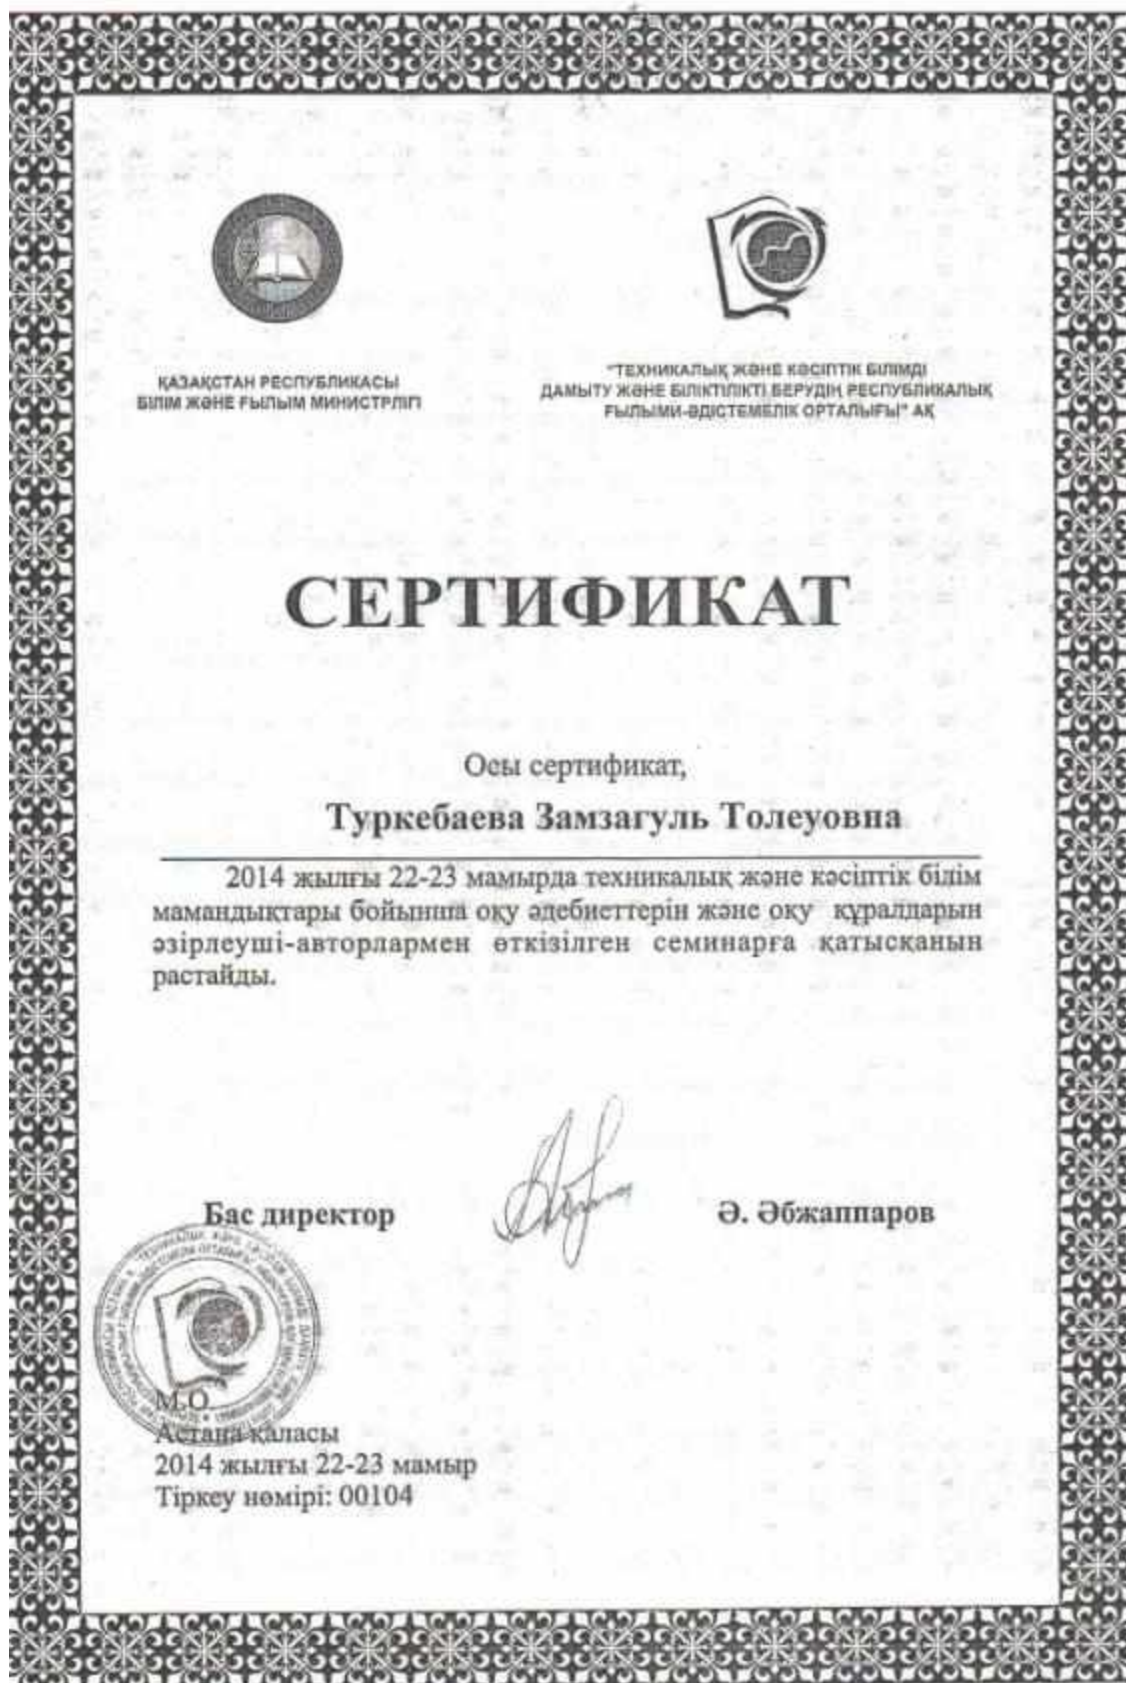 ҚАЗАҚСТАН РЕСПУБЛИКАСЫ
БІЛІМ ЖӘНЕ ҒЫЛЫМ МИНИСТРЛІГІ
"ТЕХНИКАЛЫҚ ЖӘНЕ КӘСІПТІК БІЛІМДІ
ДАМЫТУ ЖӘНЕ БІЛІКТІЛІКТІ БЕРУДІҢ РЕСПУБЛИКАЛЫҚ
ҒЫЛЫМИ-ӘДІСТЕМЕЛІК ОРТАЛЫҒЫ" АҚ
СЕРТИФИКАТ
Осы сертификат,
Туркебаева Замзагуль Толеуовна
2014 жылғы 22-23 мамырда техникалық және кәсіптік білім
мамандықтары бойынша оқу әдебиеттерін және оқу құралдарын
әзірлеуші-авторлармен өткізілген семинарға қатысқанын
растайды.
Бас директор
Ә. Әбжаппаров
М.О
Астана қаласы
2014 жылғы 22-23 мамыр
Тіркеу нөмірі: 00104